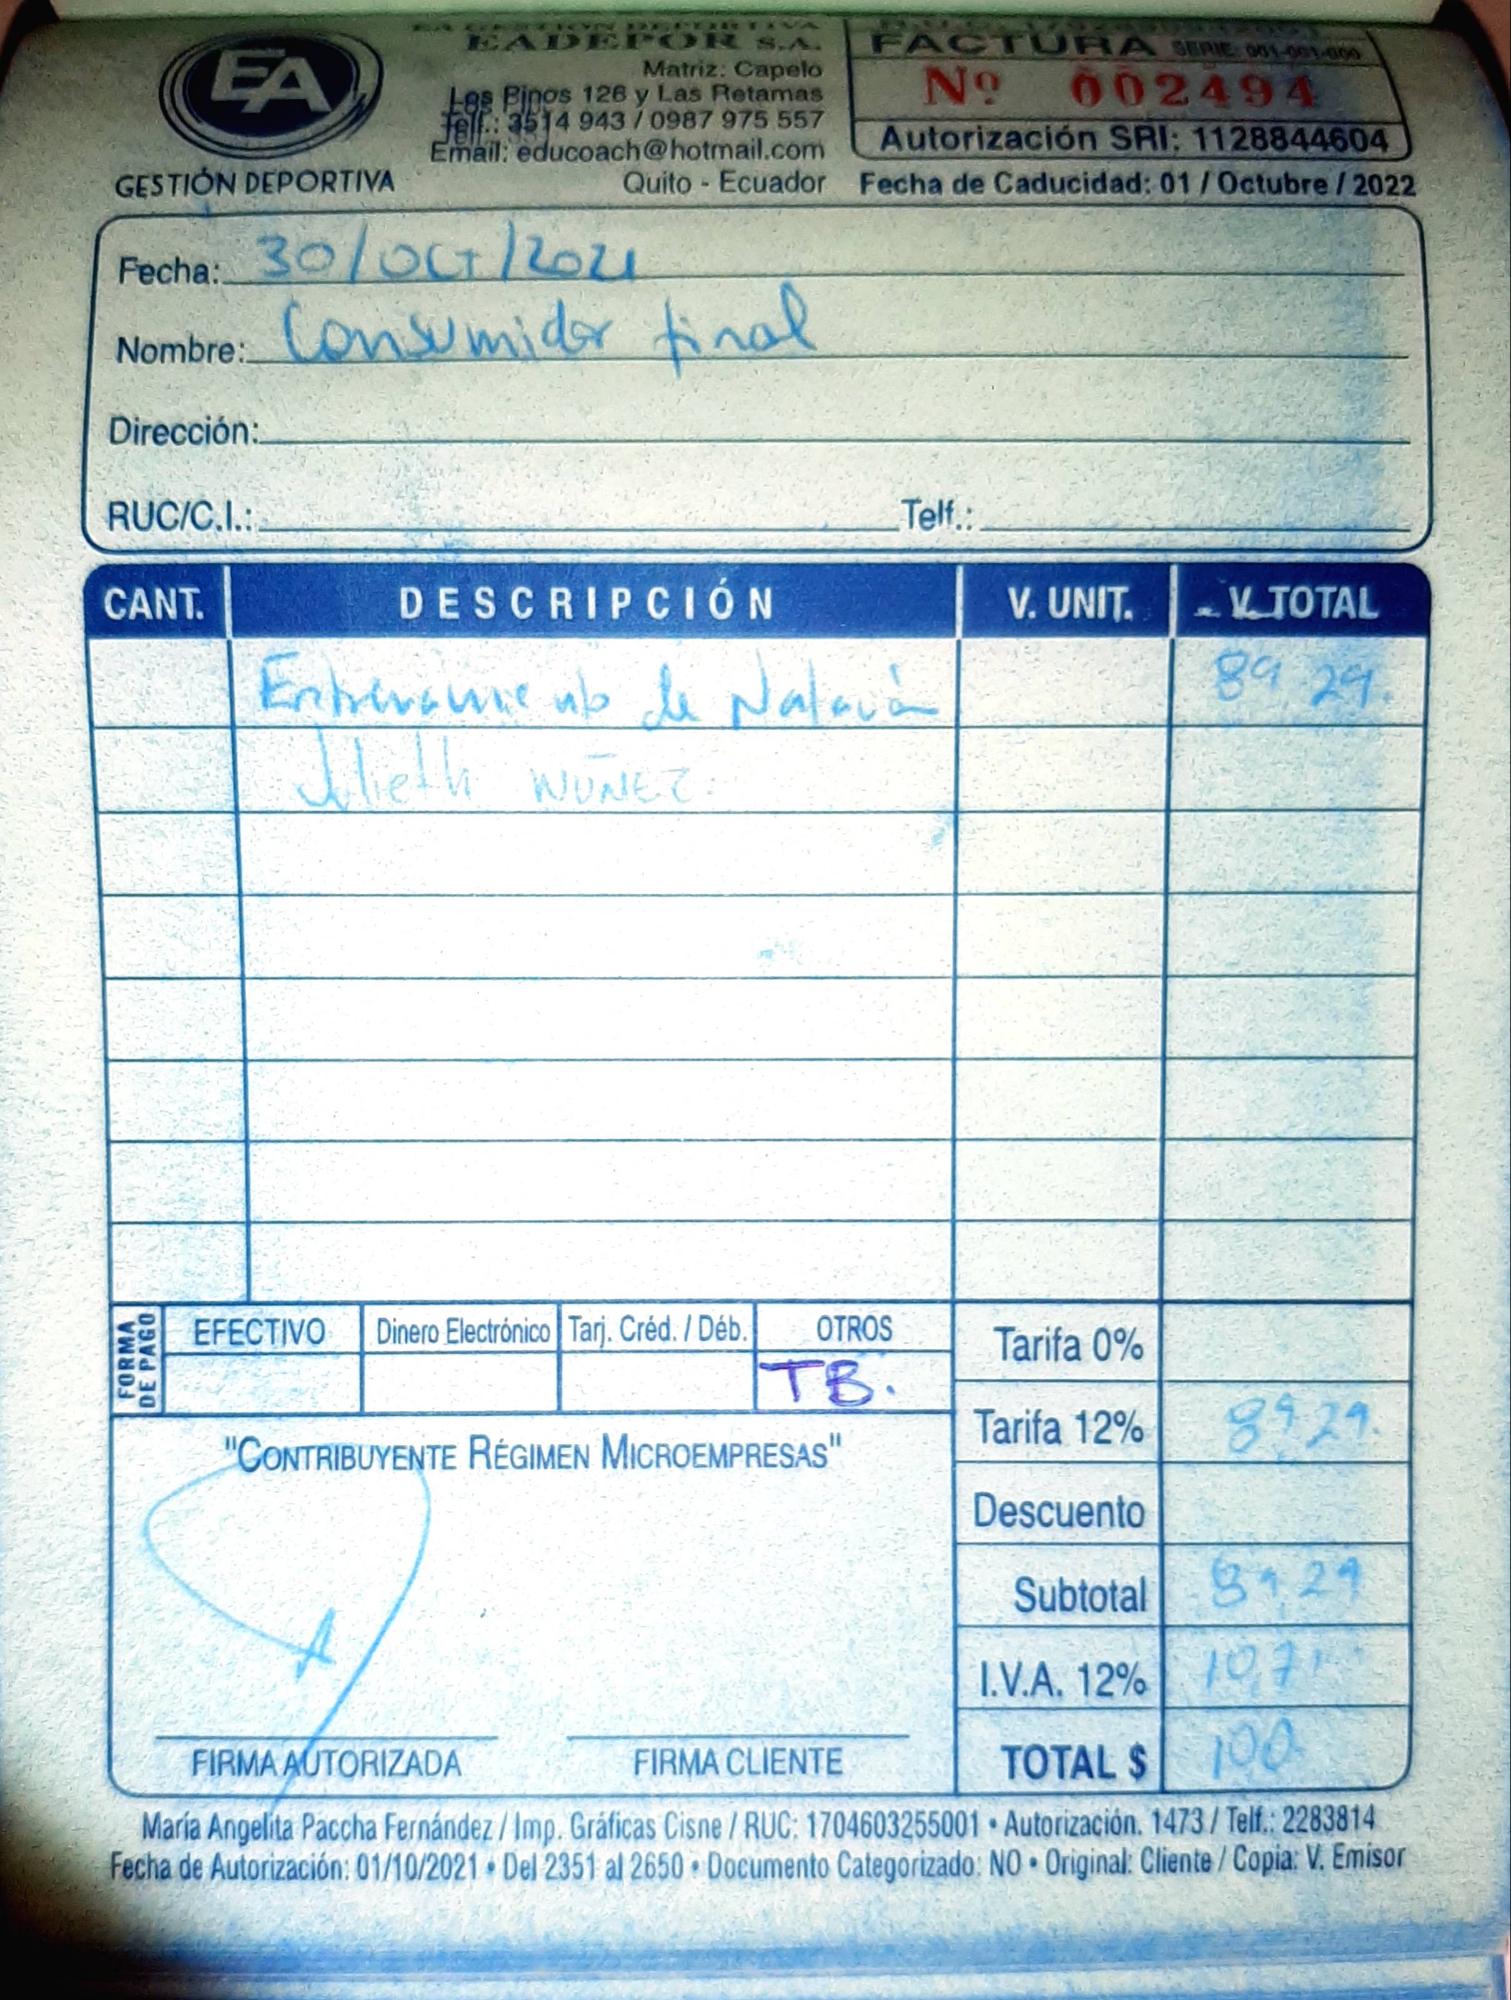 EA
GESTIÓN DEPORTIVA
EA GESTIÓN DEPORTIVA
EADEPOR S.A.
Matriz: Capelo
Los Pinos 126 y Las Retamas
Telf.: 3514 943 / 0987 975 557
Email: educoach@hotmail.com
Quito - Ecuador
FACTURA SERIE: 001-001-000
Nº 002494
Autorización SRI: 1128844604
Fecha de Caducidad: 01 / Octubre / 2022
Fecha: 30/OCT/2021
Nombre: Consumidor final
Dirección:
RUC/C.I.: Telf.:
CANT. DESCRIPCIÓN V. UNIT. V. TOTAL
Entrenamiento de Natación 89 29.
Julieth NÚÑEZ.
FORMA DE PAGO
EFECTIVO Dinero Electrónico Tarj. Créd. / Déb. OTROS
TB.
Tarifa 0%
Tarifa 12% 89.29.
Descuento
Subtotal 89.29
I.V.A. 12% 10,71
TOTAL $ 100
"CONTRIBUYENTE RÉGIMEN MICROEMPRESAS"
FIRMA AUTORIZADA FIRMA CLIENTE
María Angelita Paccha Fernández / Imp. Gráficas Cisne / RUC: 1704603255001 • Autorización. 1473 / Telf.: 2283814
Fecha de Autorización: 01/10/2021 • Del 2351 al 2650 • Documento Categorizado: NO • Original: Cliente / Copia: V. Emisor